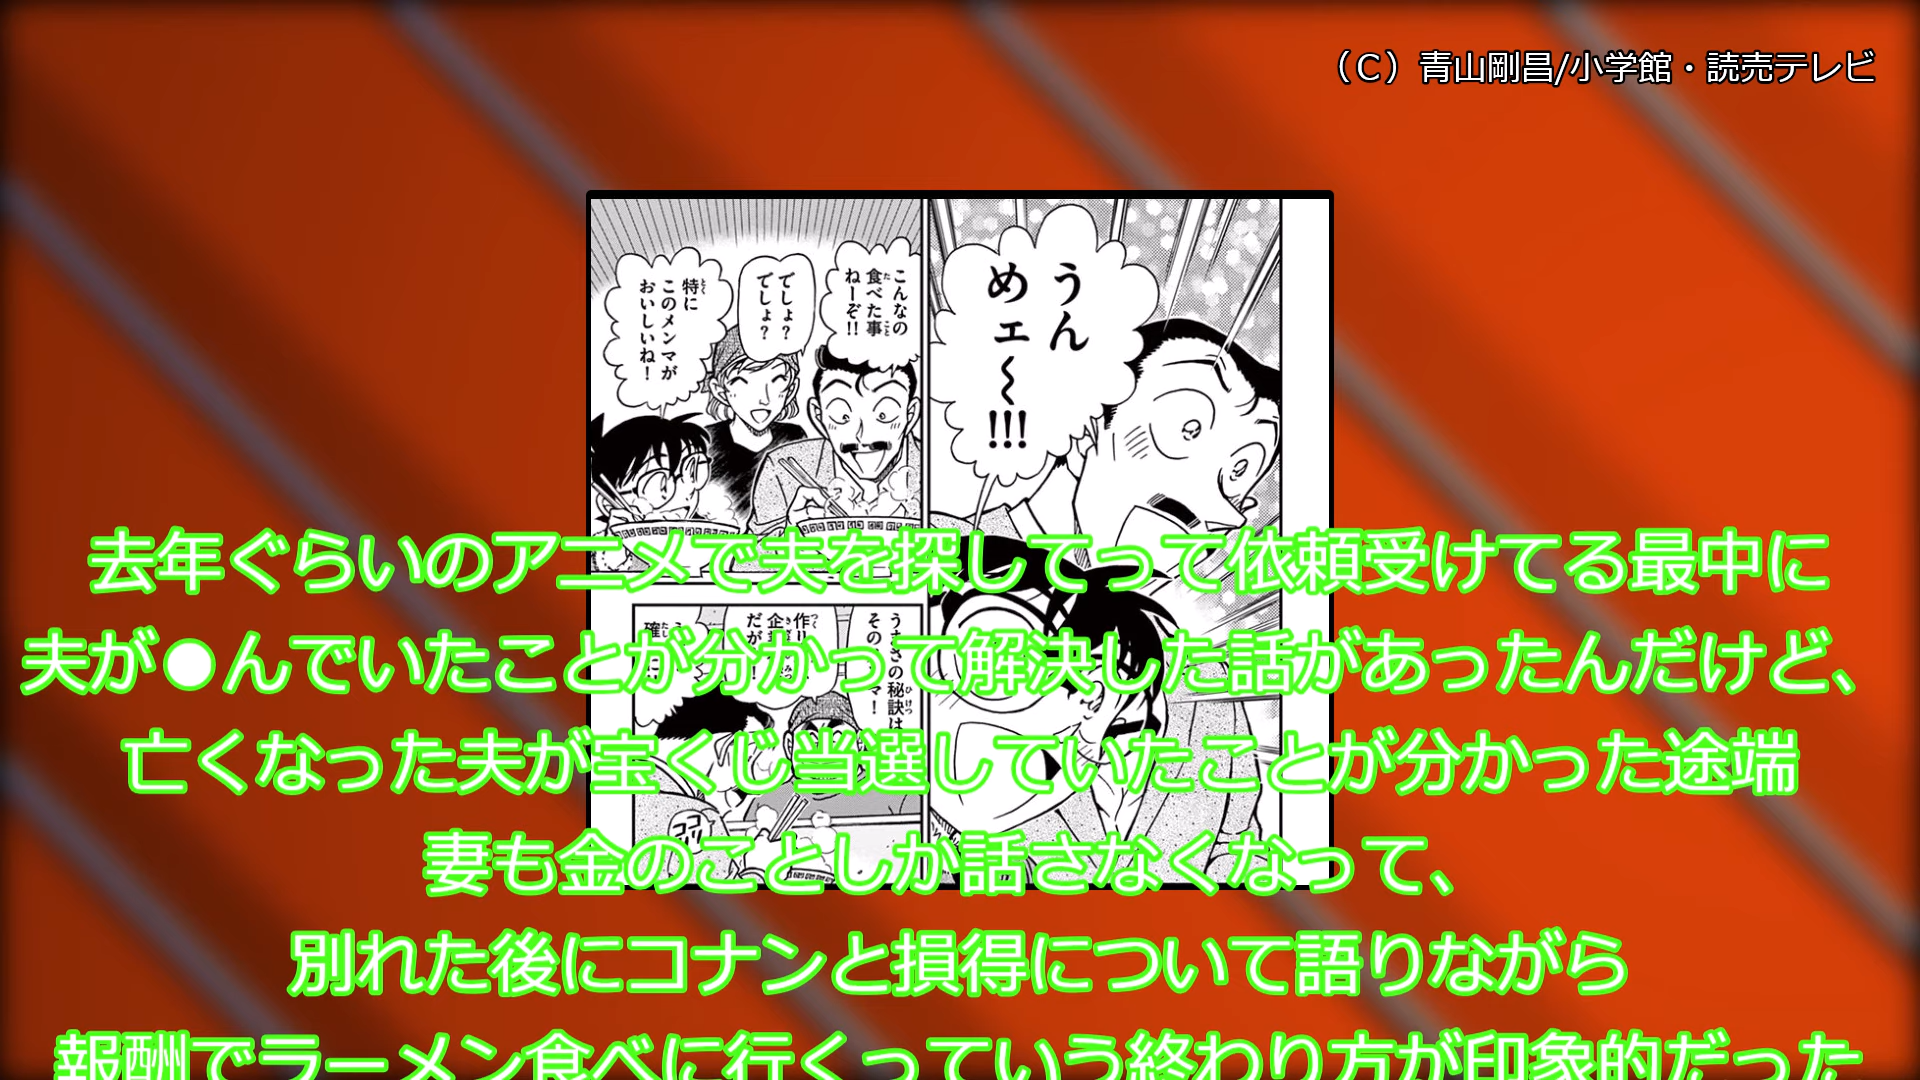 （C）青山剛昌/小学館・読売テレビ
うん
めェ〜!!!
こんなの
食べた事
ねーぞ!!
でしょ?
でしょ?
特に
このメンマが
おいしいね!
去年ぐらいのアニメで夫を探してって依頼受けてる最中に
夫が●んでいたことが分かって解決した話があったんだけど、
亡くなった夫が宝くじ当選していたことが分かった途端
妻も金のことしか話さなくなって、
別れた後にコナンと損得について語りながら
報酬でラーメン食べに行くっていう終わり方が印象的だった